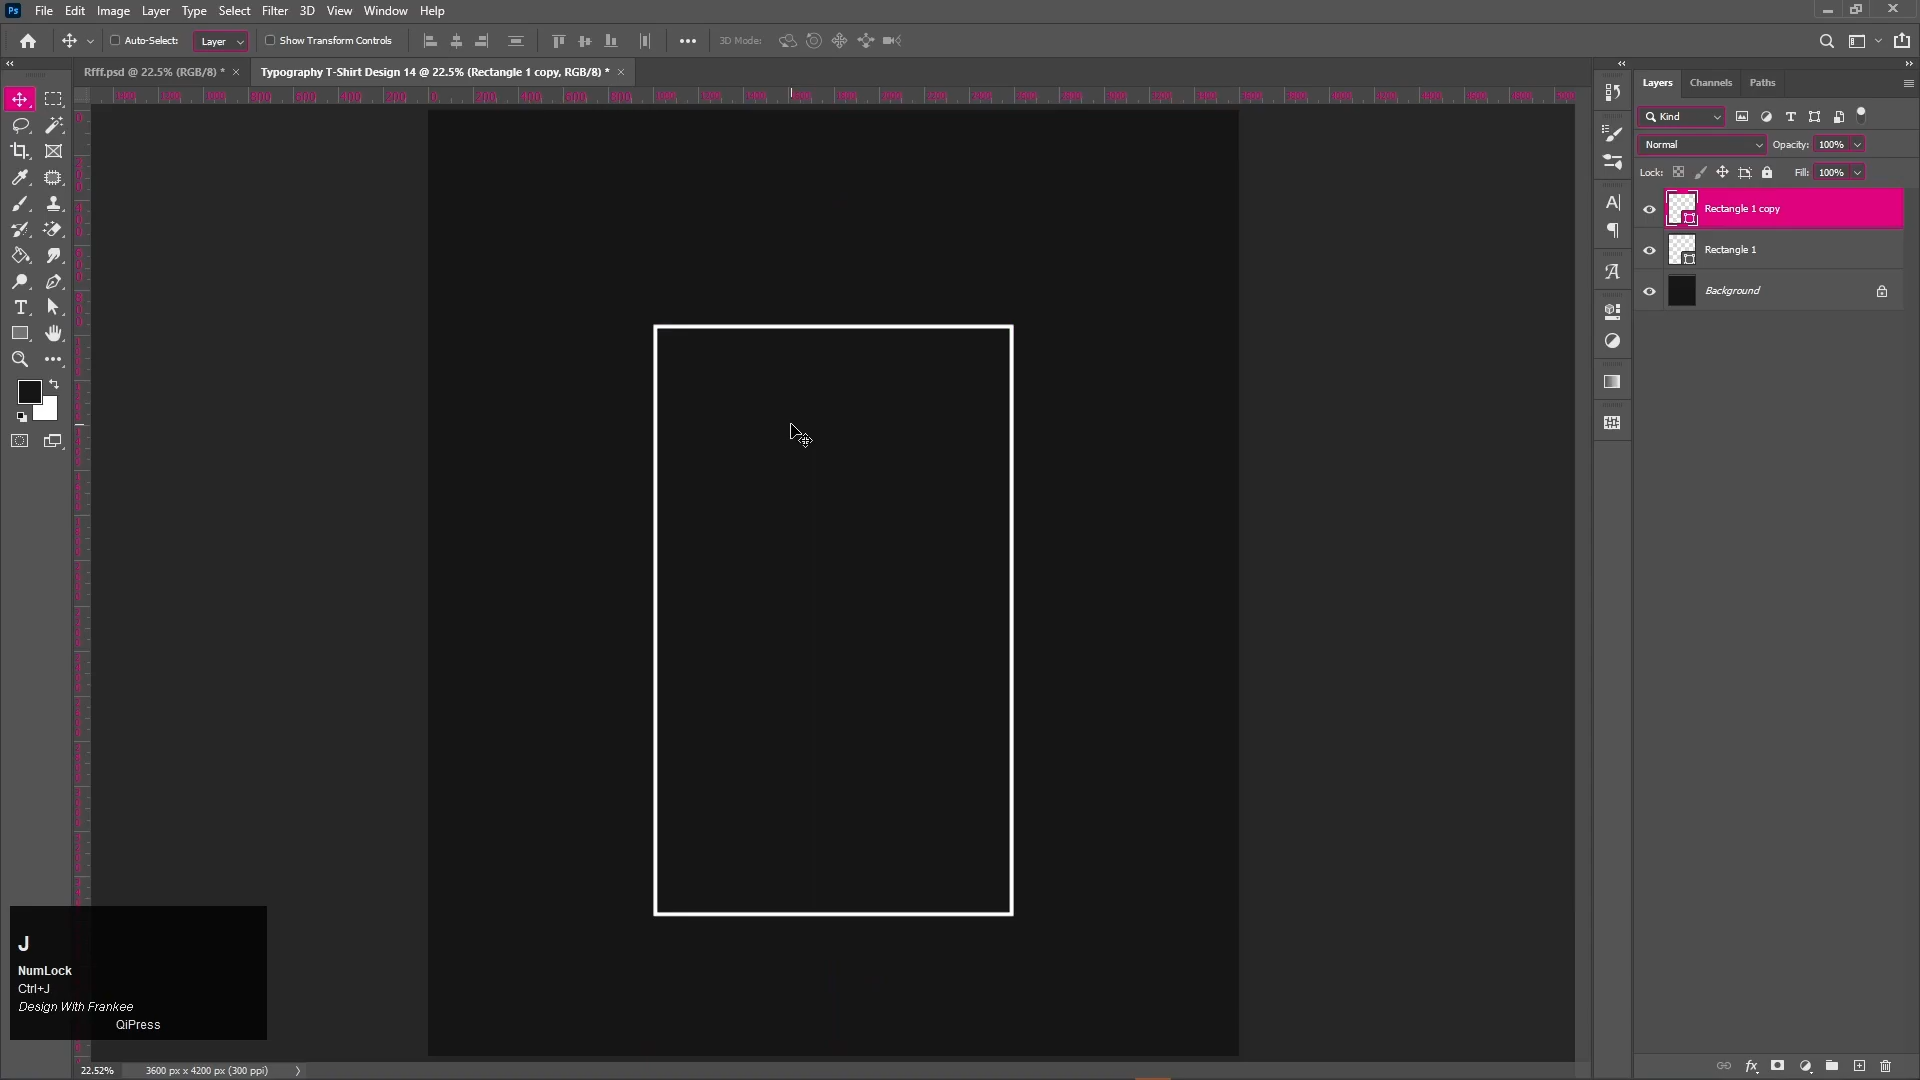 Ps File Edit Image Layer Type Select Filter 3D View Window Help
Auto-Select: Layer Show Transform Controls 3D Mode:
Rfff.psd @ 22.5% (RGB/8) * Typography T-Shirt Design 14 @ 22.5% (Rectangle 1 copy, RGB/8) *
Layers Channels Paths
Kind
Normal Opacity: 100%
Lock: Fill: 100%
Rectangle 1 copy
Rectangle 1
Background
J
NumLock
Ctrl+J
Design With Frankee
QiPress
22.52% 3600 px x 4200 px (300 ppi)